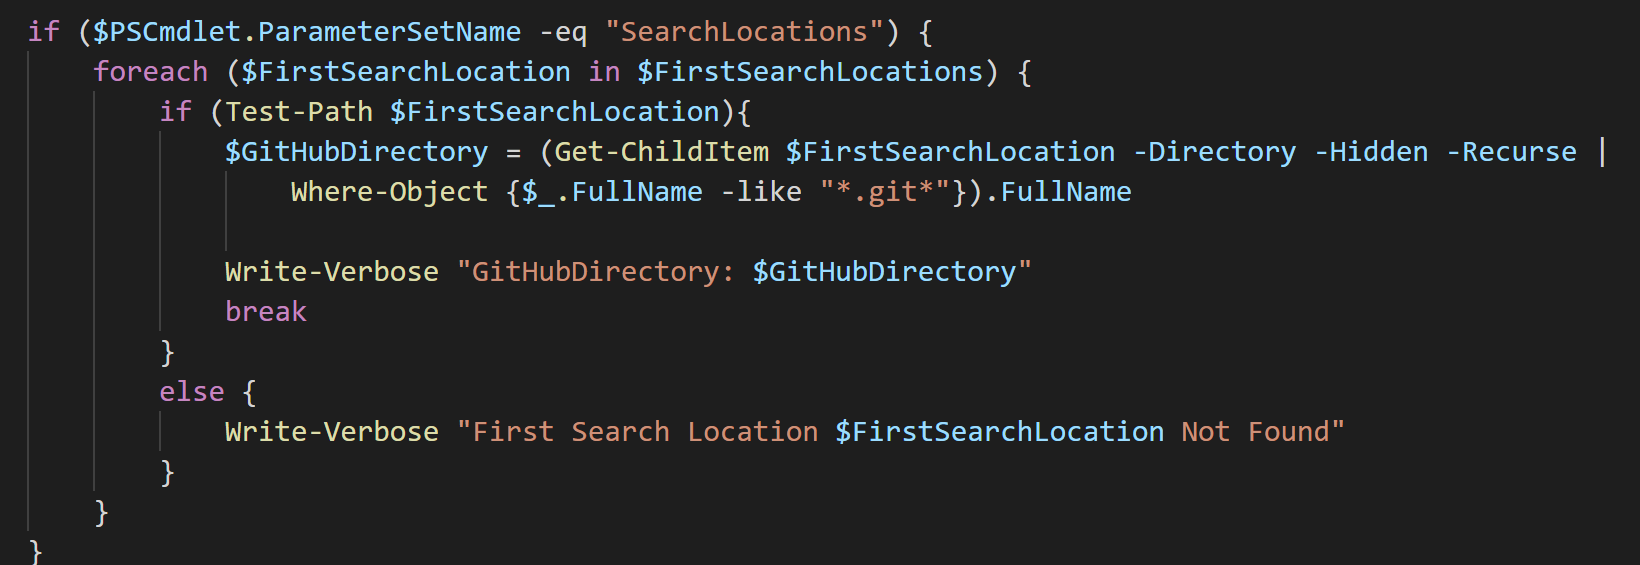 if ($PSCmdlet.ParameterSetName -eq "SearchLocations") {
    foreach ($FirstSearchLocation in $FirstSearchLocations) {
        if (Test-Path $FirstSearchLocation){
            $GitHubDirectory = (Get-ChildItem $FirstSearchLocation -Directory -Hidden -Recurse |
                Where-Object {$_.FullName -like "*.git*"}).FullName

            Write-Verbose "GitHubDirectory: $GitHubDirectory"
            break
        }
        else {
            Write-Verbose "First Search Location $FirstSearchLocation Not Found"
        }
    }
}